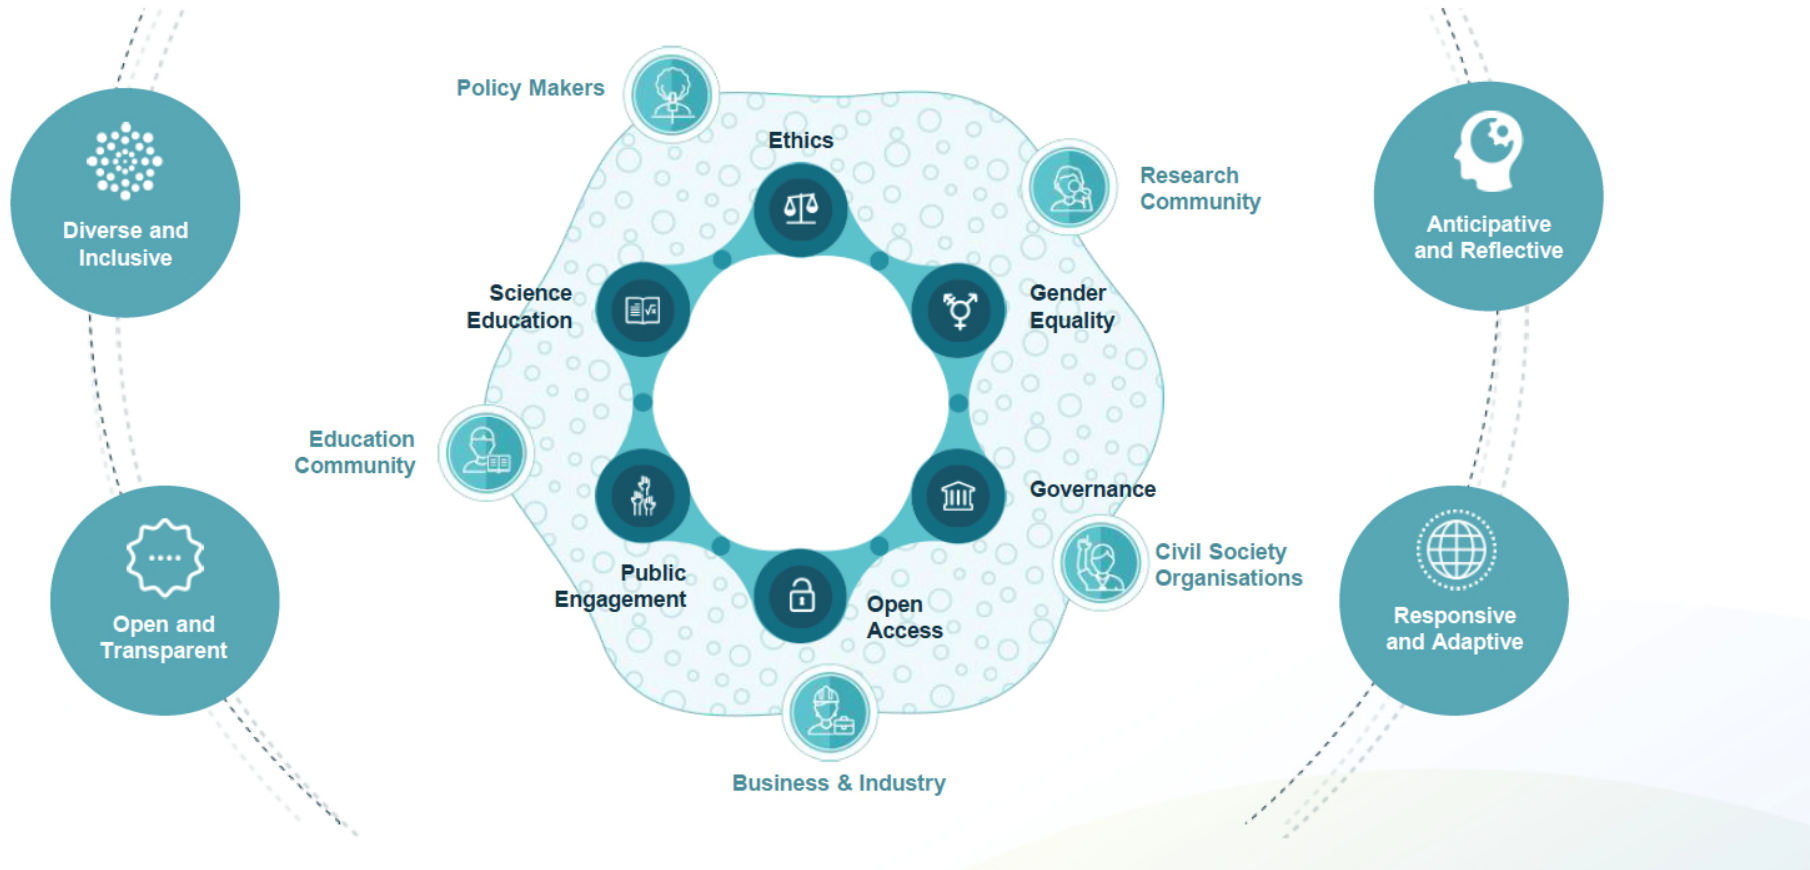 Policy Makers
Ethics
Research
Community
Diverse and
Inclusive
Anticipative
and Reflective
Science
Education
Gender
Equality
Education
Community
Governance
Civil Society
Organisations
Public
Engagement
Open
Access
Open and
Transparent
Responsive
and Adaptive
Business & Industry